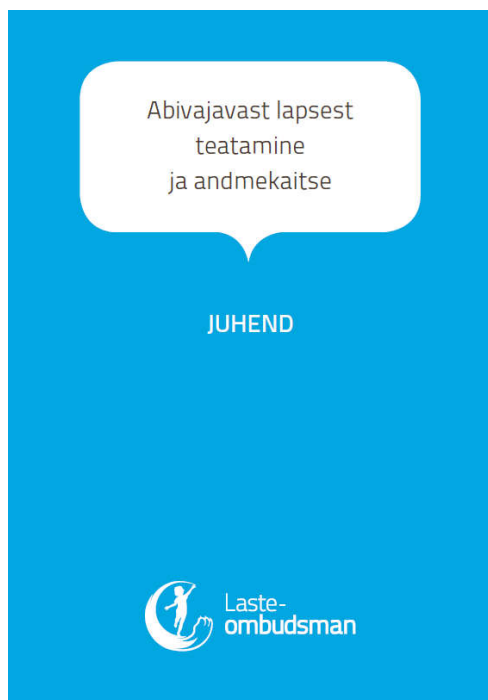 Abivajavast lapsest
teatamine
ja andmekaitse
JUHEND
Laste-
ombudsman